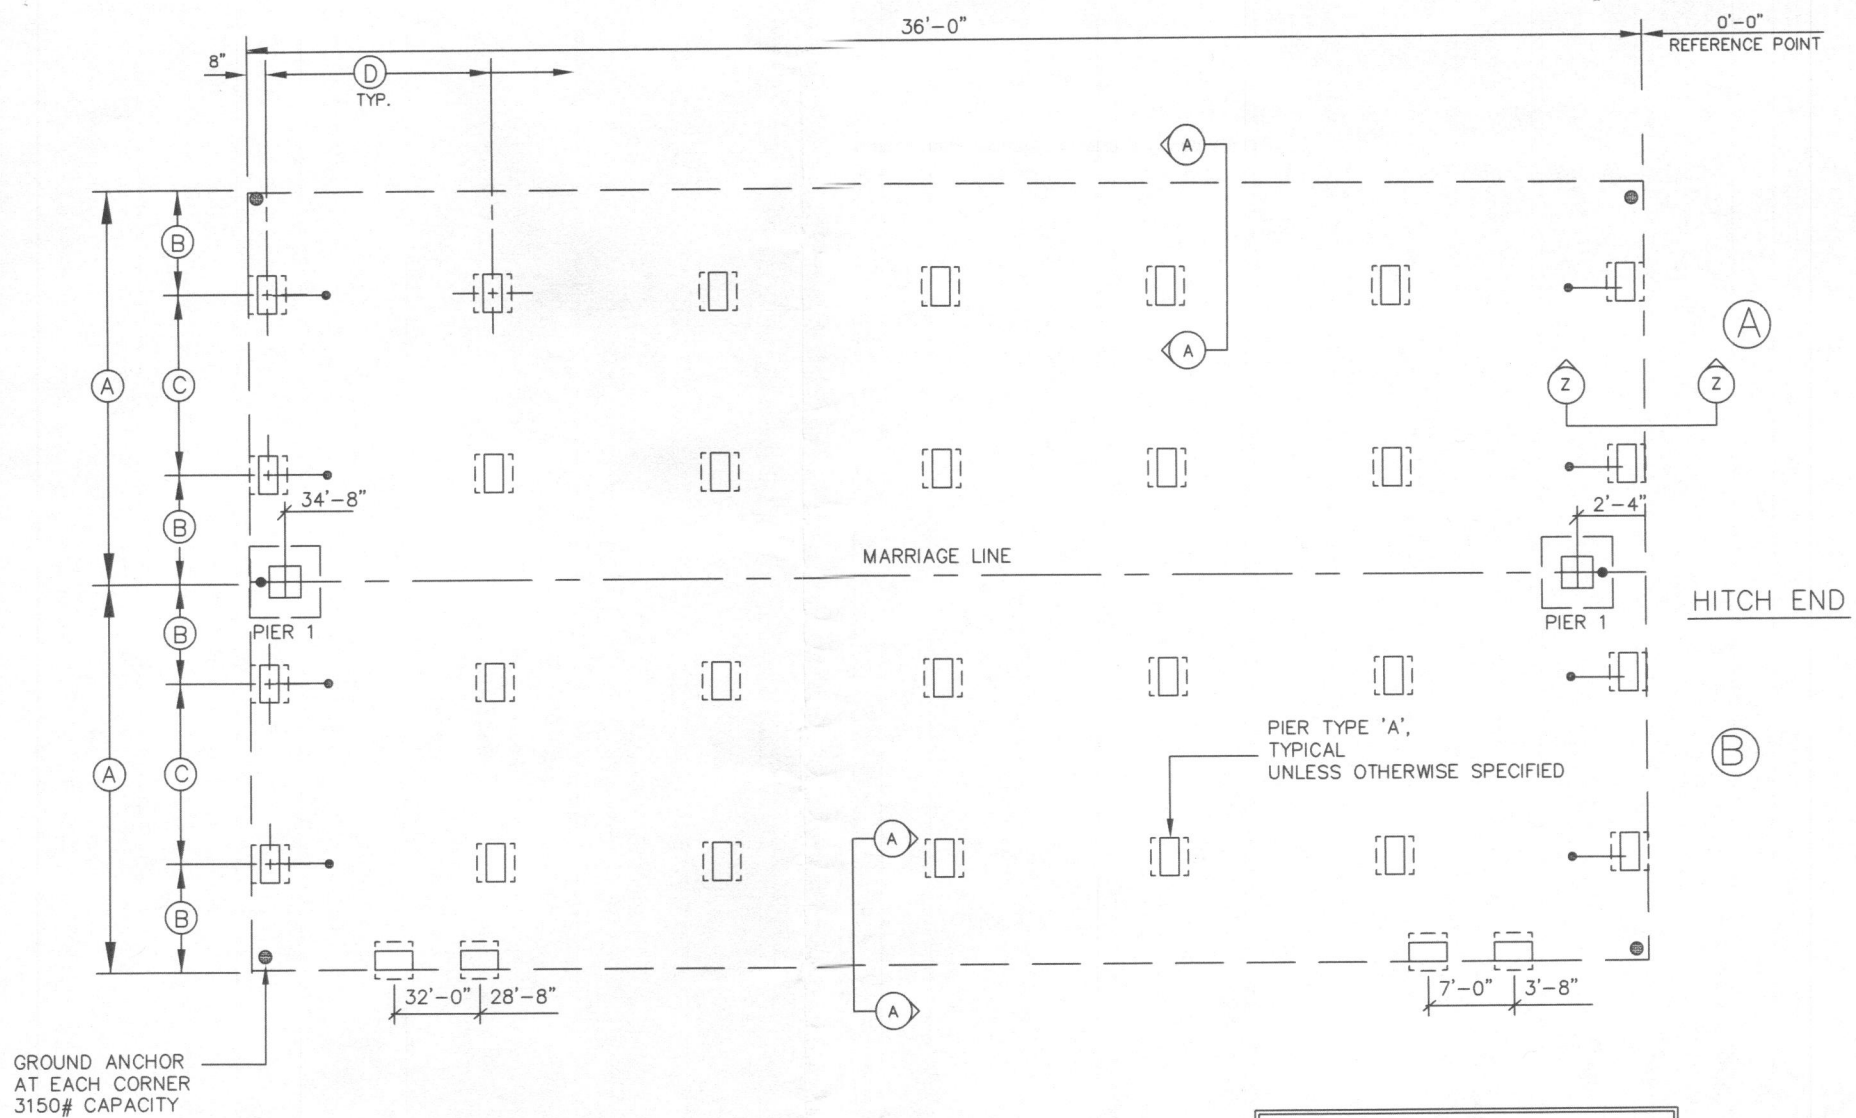 36'-0"
0'-0"
REFERENCE POINT
8"
D
TYP.
A
B
A
A
A
C
Z
Z
34'-8"
2'-4"
B
MARRIAGE LINE
HITCH END
PIER 1
PIER 1
B
PIER TYPE 'A',
TYPICAL
UNLESS OTHERWISE SPECIFIED
B
A
C
A
B
32'-0"
28'-8"
7'-0"
3'-8"
A
GROUND ANCHOR
AT EACH CORNER
3150# CAPACITY